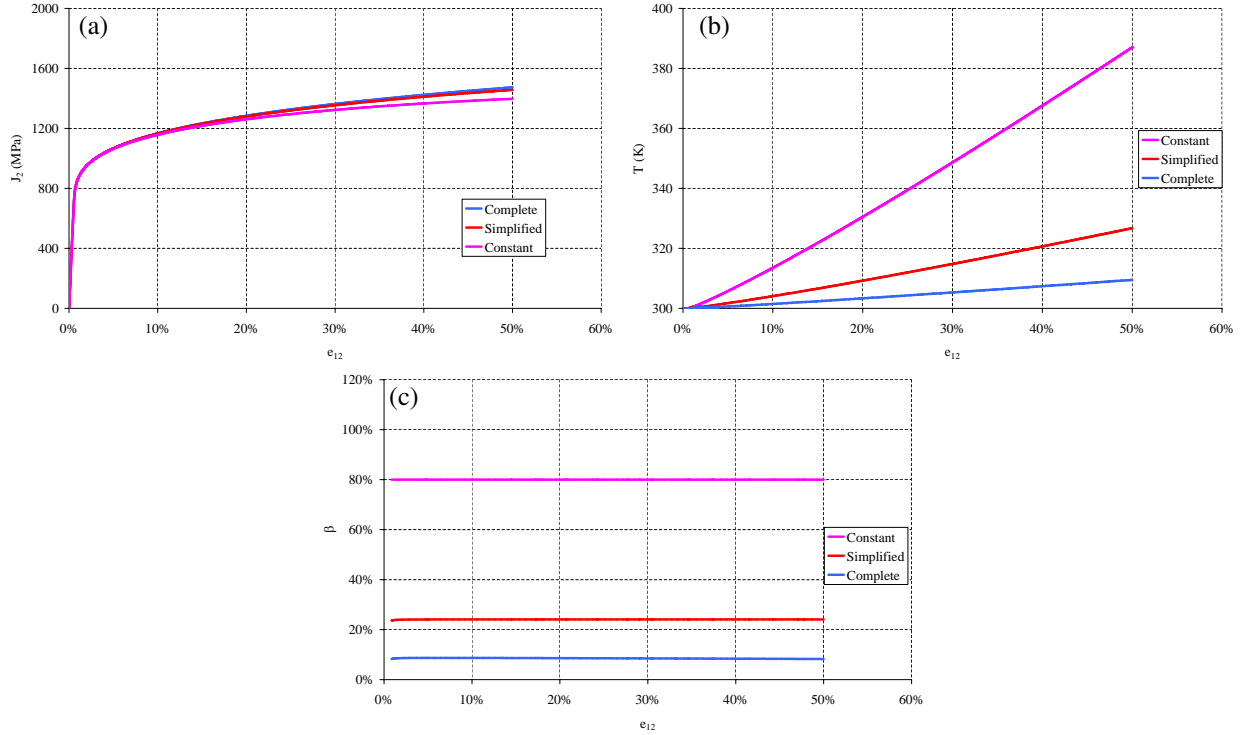 (a)
J2 (MPa)
2000
1600
1200
800
400
0
0% 10% 20% 30% 40% 50% 60%
e12
Complete
Simplified
Constant
(b)
T (K)
400
380
360
340
320
300
0% 10% 20% 30% 40% 50% 60%
e12
Constant
Simplified
Complete
(c)
β
120%
100%
80%
60%
40%
20%
0%
0% 10% 20% 30% 40% 50% 60%
e12
Constant
Simplified
Complete